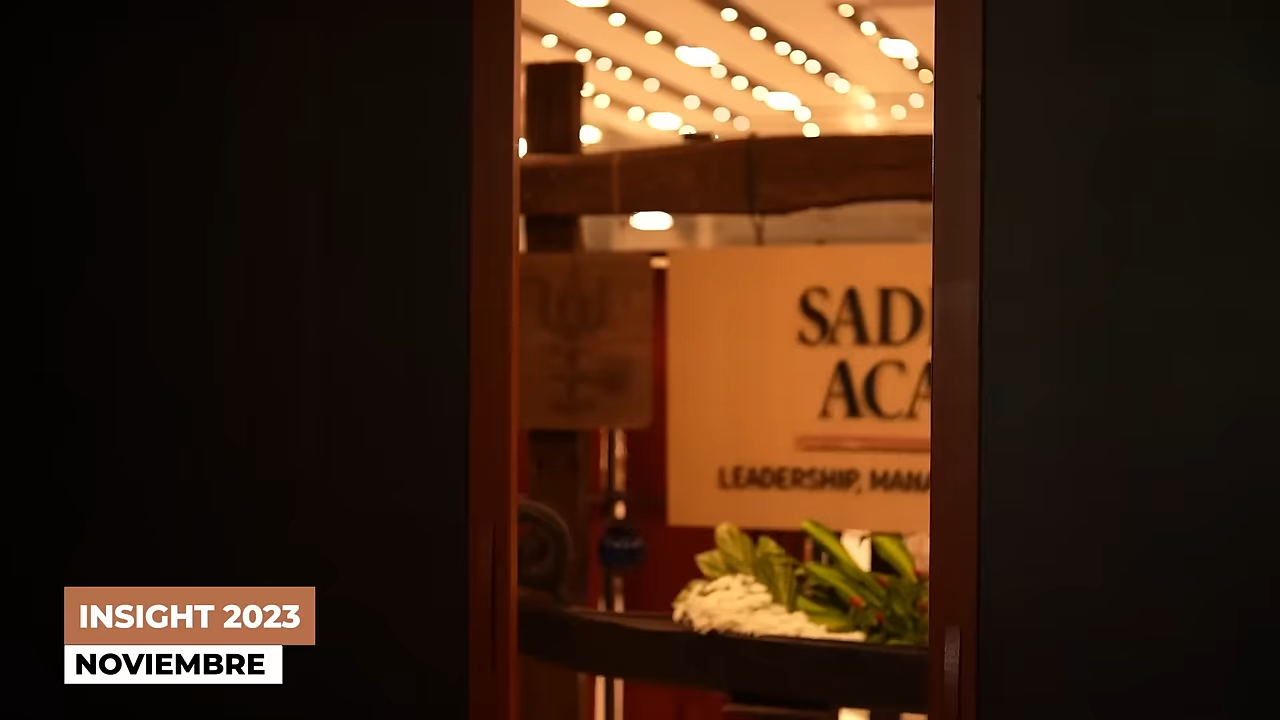 SAD
ACA
LEADERSHIP, MANA
INSIGHT 2023
NOVIEMBRE